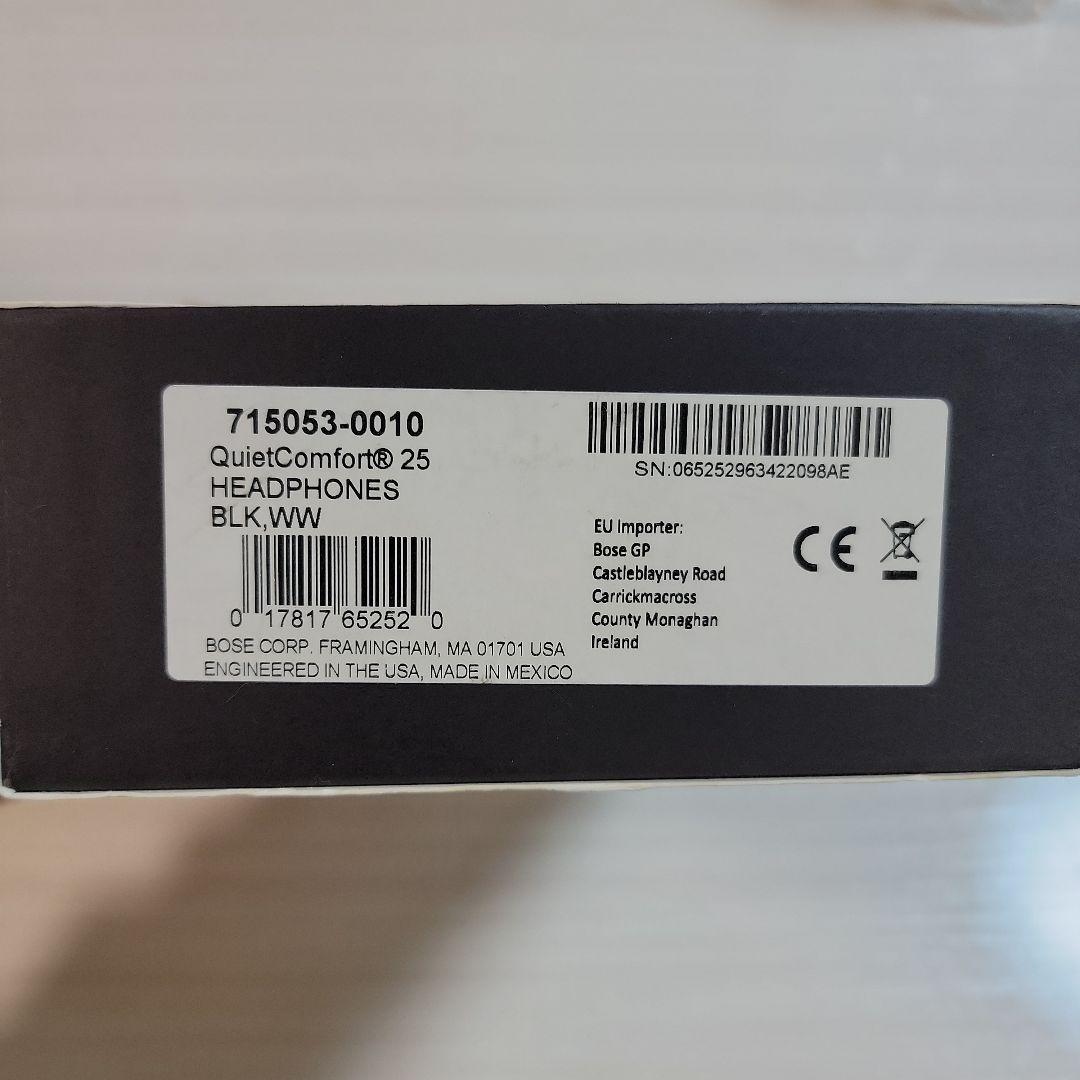 715053-0010
QuietComfort® 25
HEADPHONES
BLK,WW
0 17817 65252 0
BOSE CORP. FRAMINGHAM, MA 01701 USA
ENGINEERED IN THE USA, MADE IN MEXICO
SN:065252963422098AE
EU Importer:
Bose GP
Castleblayney Road
Carrickmacross
County Monaghan
Ireland
CE